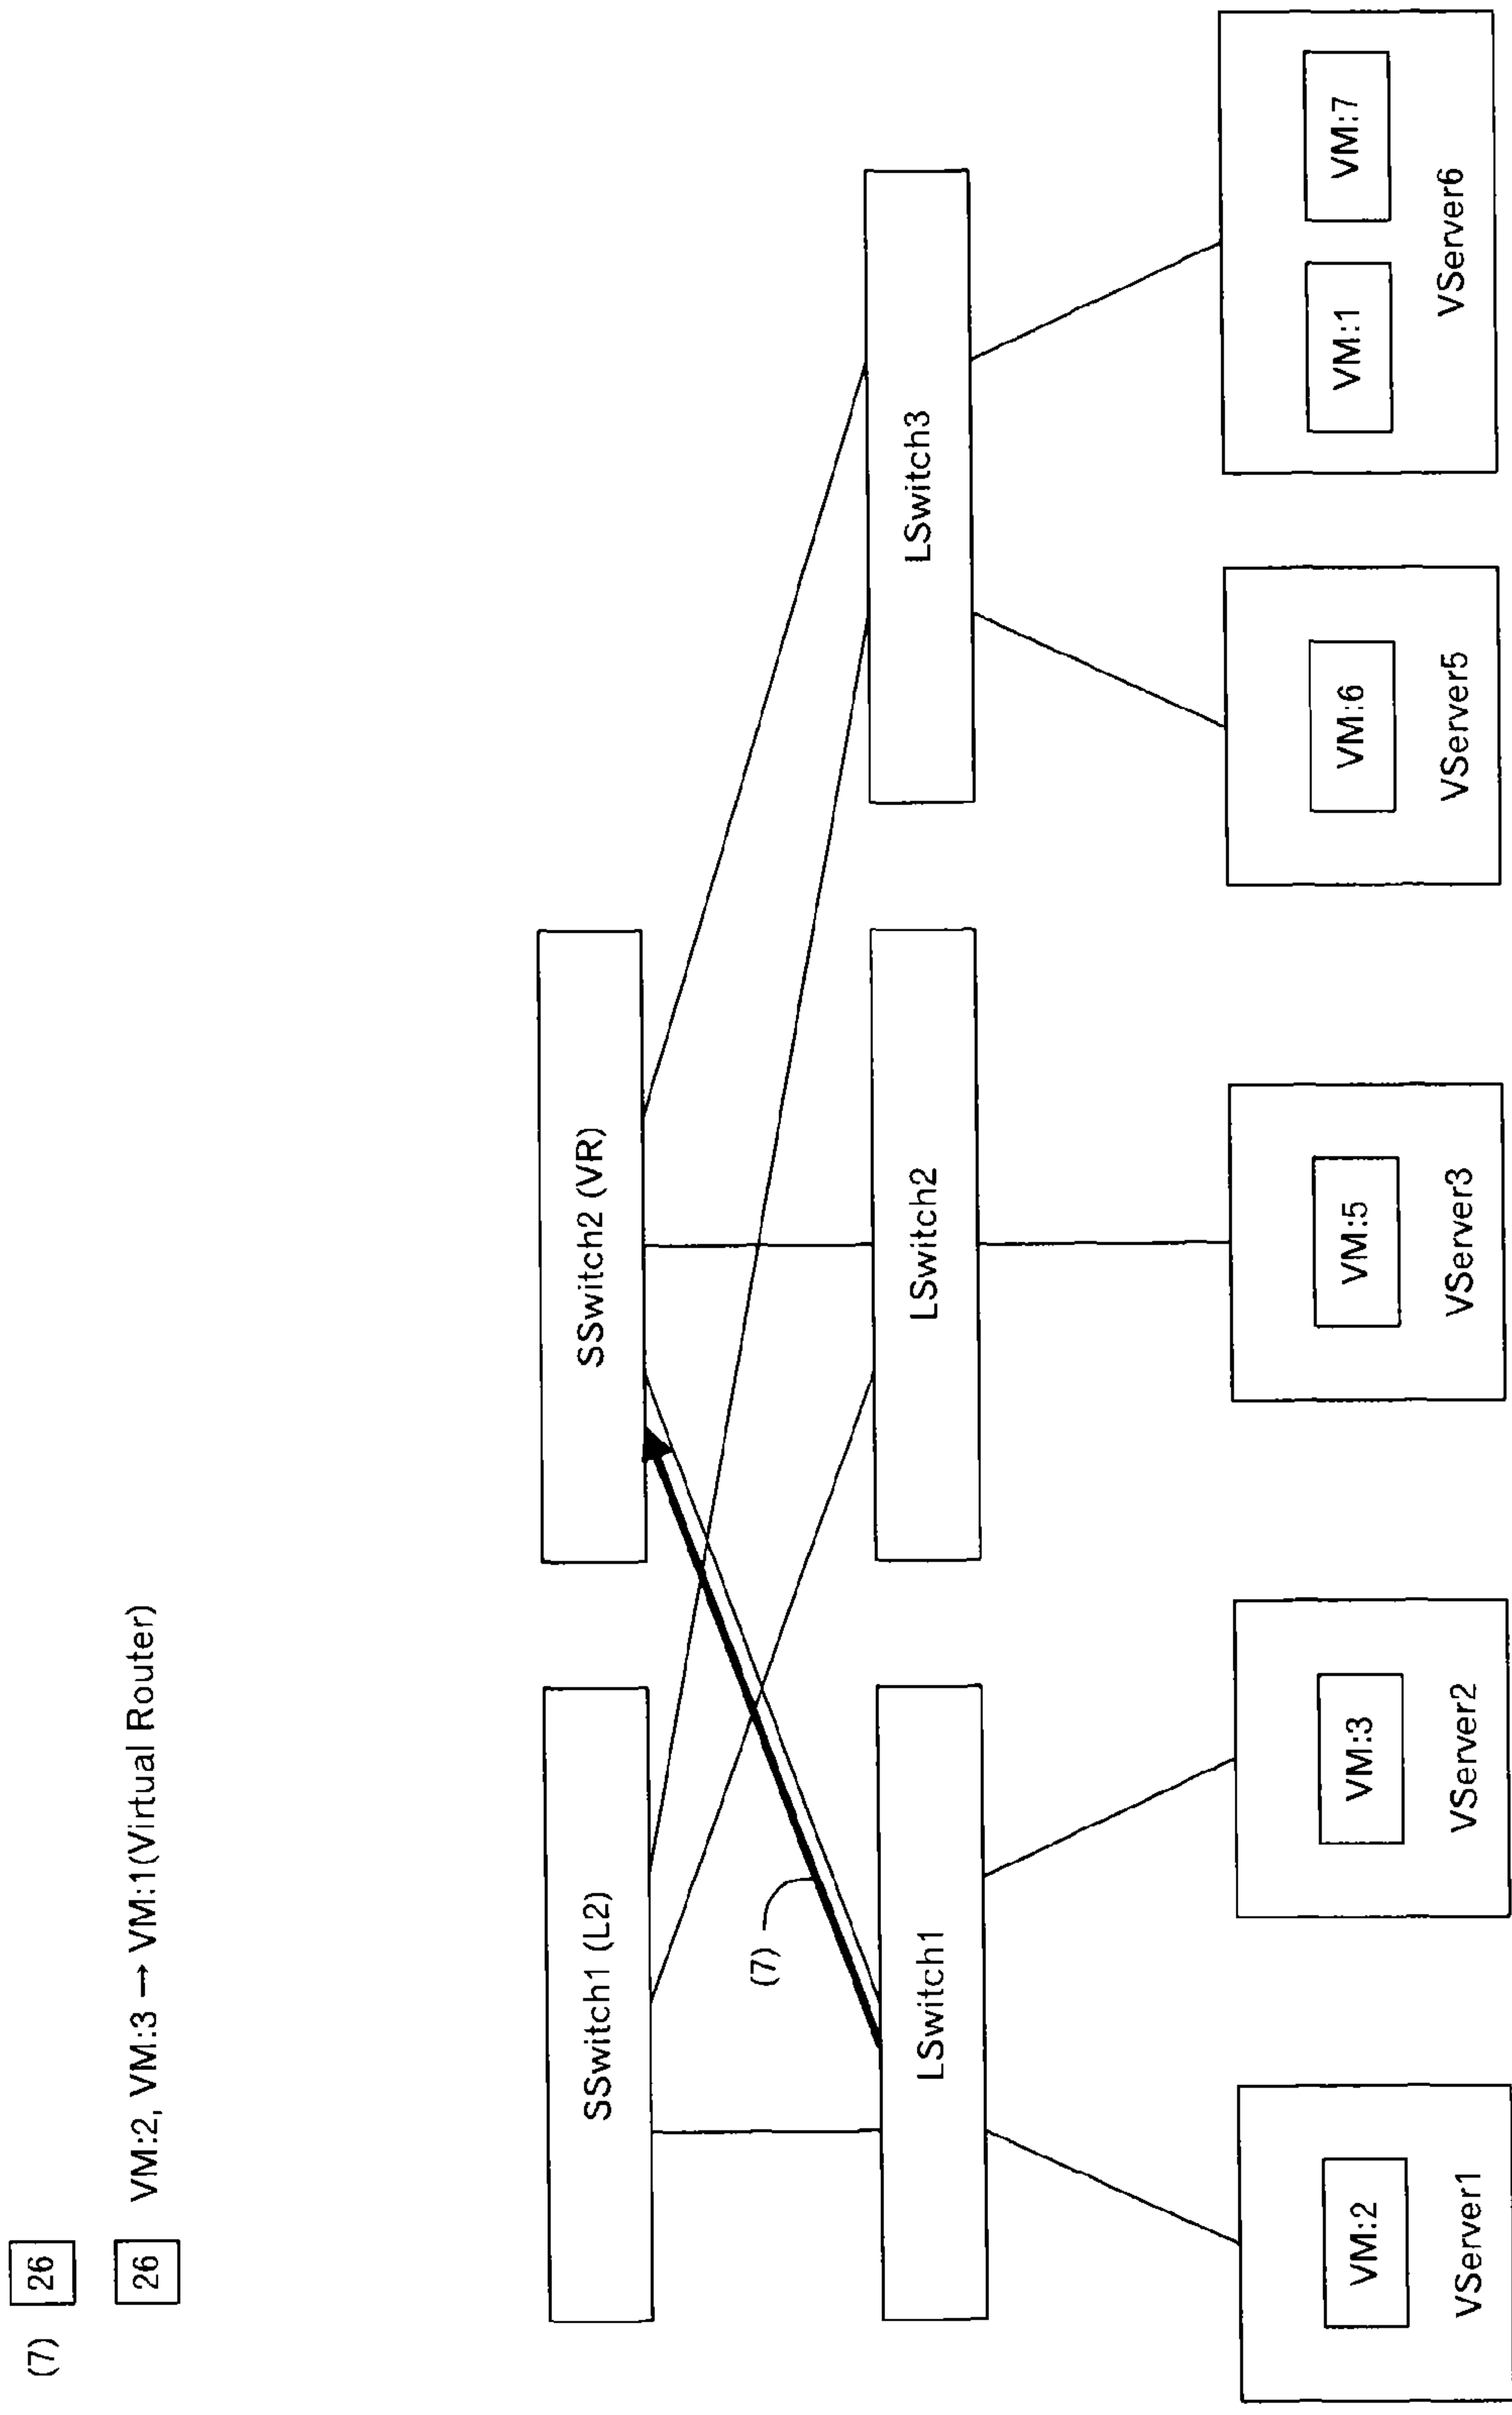 (7) 26
26 VM:2, VM:3 → VM:1(Virtual Router)
SSwitch1 (L2)
SSwitch2 (VR)
(7)
LSwitch1
LSwitch2
LSwitch3
VM:2
VServer1
VM:3
VServer2
VM:5
VServer3
VM:6
VServer5
VM:1
VM:7
VServer6